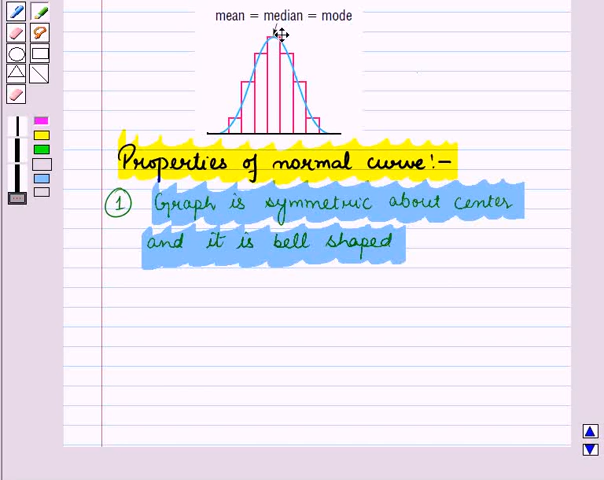 mean = median = mode
Properties of normal curve:-
1 Graph is symmetric about center
and it is bell shaped